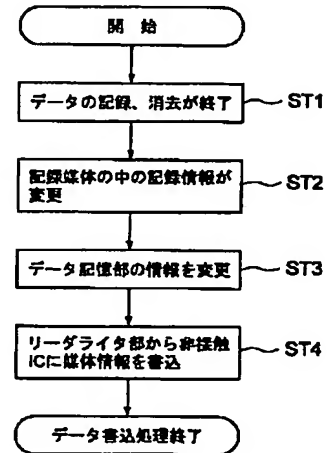 開 始
データの記録、消去が終了
ST1
記録媒体の中の記録情報が
変更
ST2
データ記憶部の情報を変更
ST3
リーダライタ部から非接触
ICに媒体情報を書込
ST4
データ書込処理終了